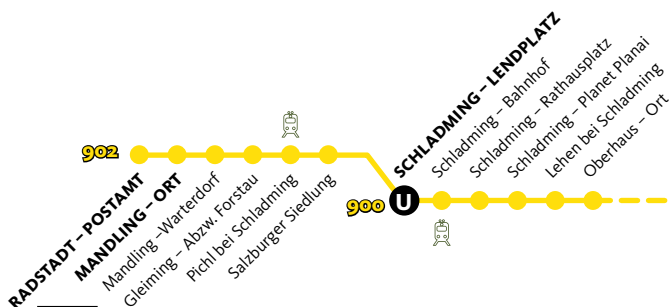 902
RADSTADT – POSTAMT
MANDLING – ORT
Mandling –Warterdorf
Gleiming – Abzw. Forstau
Pichl bei Schladming
Salzburger Siedlung
900
U
SCHLADMING – LENDPLATZ
Schladming – Bahnhof
Schladming – Rathausplatz
Schladming – Planet Planai
Lehen bei Schladming
Oberhaus – Ort